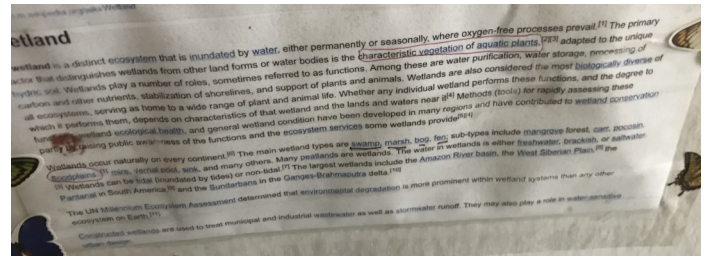 en.wikipedia.org/wiki/Wetland
etland
wetland is a distinct ecosystem that is inundated by water, either permanently or seasonally, where oxygen-free processes prevail.[1] The primary
factor that distinguishes wetlands from other land forms or water bodies is the characteristic vegetation of aquatic plants,[2][3] adapted to the unique
hydric soil. Wetlands play a number of roles, sometimes referred to as functions. Among these are water purification, water storage, processing of
carbon and other nutrients, stabilization of shorelines, and support of plants and animals. Wetlands are also considered the most biologically diverse of
all ecosystems, serving as home to a wide range of plant and animal life. Whether any individual wetland performs these functions, and the degree to
which it performs them, depends on characteristics of that wetland and the lands and waters near it.[4] Methods (tools) for rapidly assessing these
wetland ecological health, and general wetland condition have been developed in many regions and have contributed to wetland conservation
raising public awareness of the functions and the ecosystem services some wetlands provide.[5][4]
Wetlands occur naturally on every continent.[6] The main wetland types are swamp, marsh, bog, fen; sub-types include mangrove forest, carr, pocosin,
floodplains,[1] mire, vernal pool, sink, and many others. Many peatlands are wetlands. The water in wetlands is either freshwater, brackish, or saltwater.
Wetlands can be tidal (inundated by tides) or non-tidal.[7] The largest wetlands include the Amazon River basin, the West Siberian Plain,[8] the
Pantanal in South America,[9] and the Sundarbans in the Ganges-Brahmaputra delta.[10]
The UN Millennium Ecosystem Assessment determined that environmental degradation is more prominent within wetland systems than any other
ecosystem on Earth.[11]
Constructed wetlands are used to treat municipal and industrial wastewater as well as stormwater runoff. They may also play a role in water-sensitive
urban design.